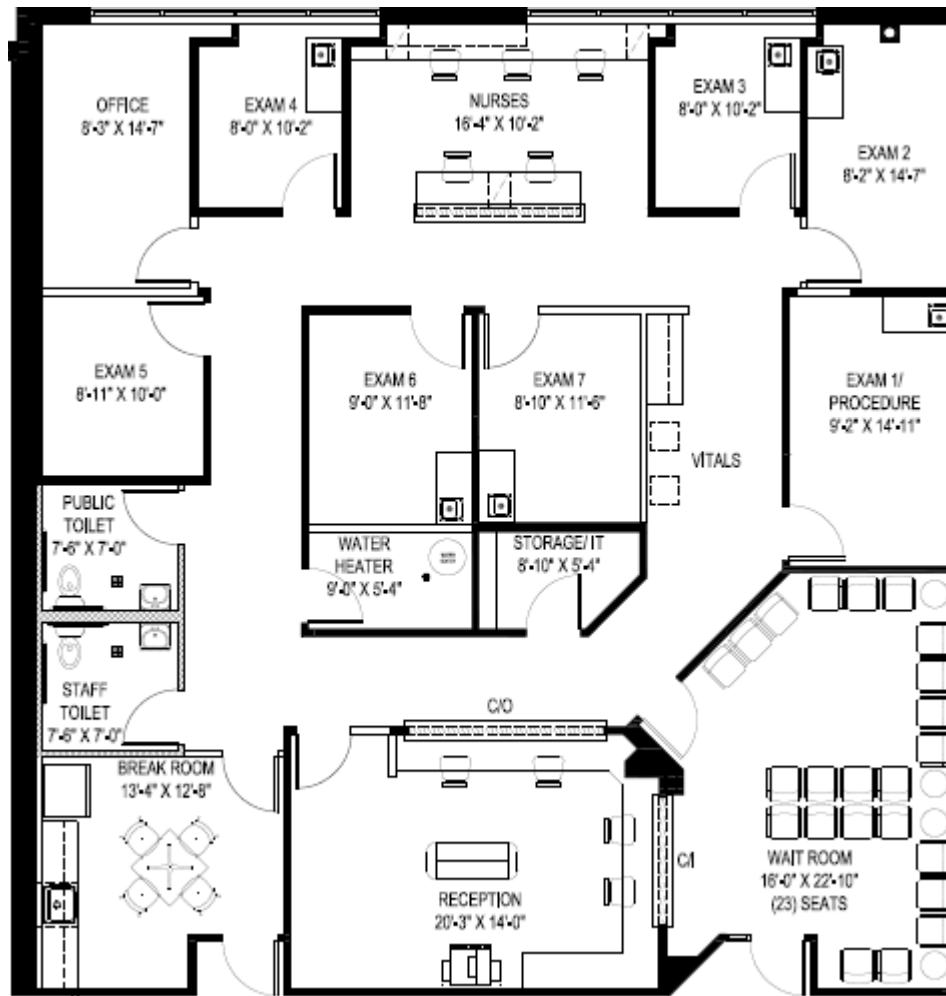 OFFICE
8'-3" X 14'-7"
EXAM 4
8'-0" X 10'-2"
NURSES
16'-4" X 10'-2"
EXAM 3
8'-0" X 10'-2"
EXAM 2
8'-2" X 14'-7"
EXAM 5
8'-11" X 10'-0"
EXAM 6
9'-0" X 11'-8"
EXAM 7
8'-10" X 11'-6"
EXAM 1/
PROCEDURE
9'-2" X 14'-11"
VITALS
PUBLIC
TOILET
7'-6" X 7'-0"
WATER
HEATER
9'-0" X 5'-4"
STORAGE/ IT
8'-10" X 5'-4"
STAFF
TOILET
7'-6" X 7'-0"
C/O
BREAK ROOM
13'-4" X 12'-8"
RECEPTION
20'-3" X 14'-0"
C/I
WAIT ROOM
16'-0" X 22'-10"
(23) SEATS